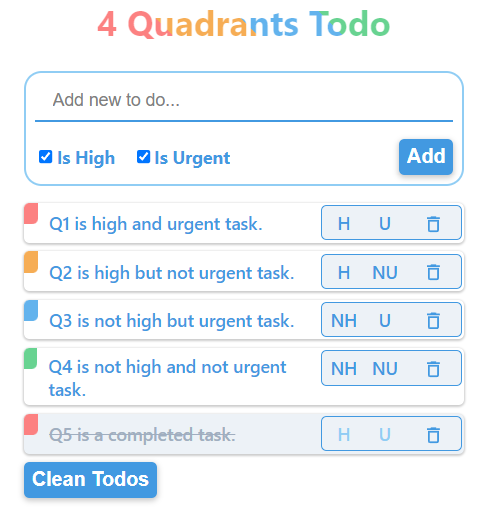 4 Quadrants Todo
Add new to do...
Is High Is Urgent Add
Q1 is high and urgent task. H U
Q2 is high but not urgent task. H NU
Q3 is not high but urgent task. NH U
Q4 is not high and not urgent NH NU
task.
Q5 is a completed task. H U
Clean Todos